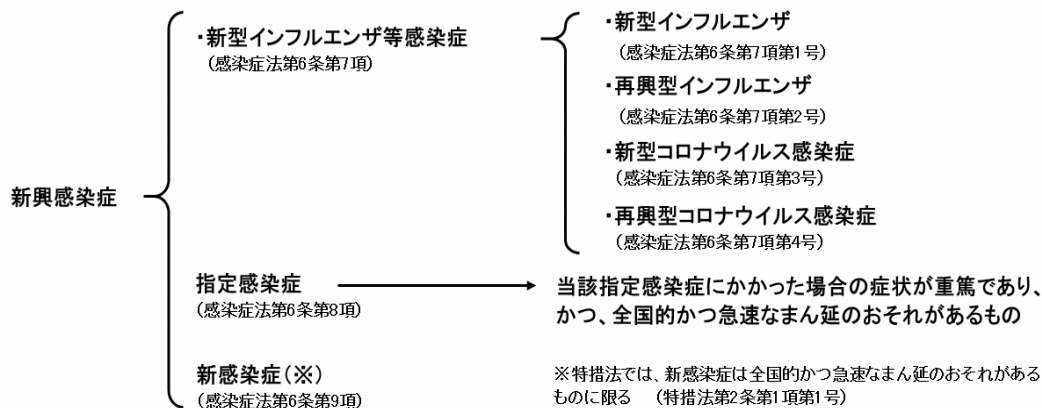 新興感染症
・新型インフルエンザ等感染症
(感染症法第6条第7項)
・新型インフルエンザ
(感染症法第6条第7項第1号)
・再興型インフルエンザ
(感染症法第6条第7項第2号)
・新型コロナウイルス感染症
(感染症法第6条第7項第3号)
・再興型コロナウイルス感染症
(感染症法第6条第7項第4号)
指定感染症
(感染症法第6条第8項)
当該指定感染症にかかった場合の症状が重篤であり、
かつ、全国的かつ急速なまん延のおそれがあるもの
新感染症(※)
(感染症法第6条第9項)
※特措法では、新感染症は全国的かつ急速なまん延のおそれがある
ものに限る (特措法第2条第1項第1号)